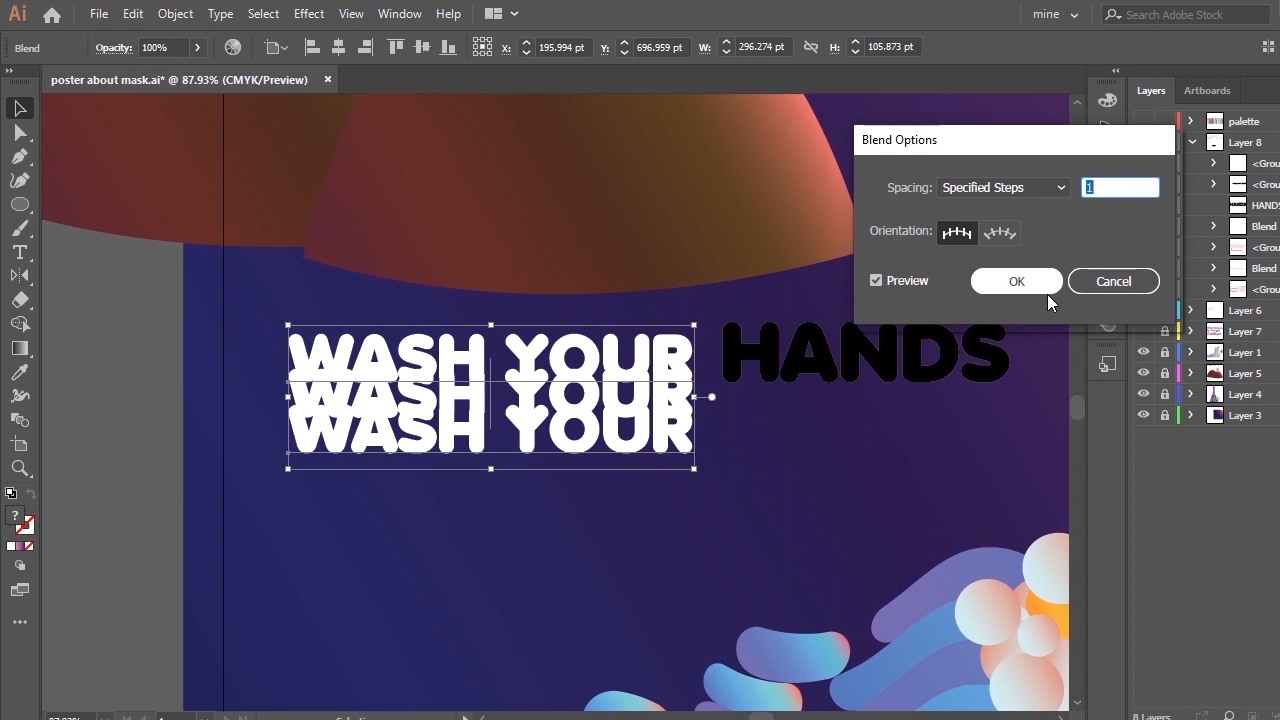 Ai File Edit Object Type Select Effect View Window Help mine Search Adobe Stock
Blend Opacity: 100% X: 195.994 pt Y: 696.959 pt W: 296.274 pt H: 105.873 pt
poster about mask.ai* @ 87.93% (CMYK/Preview) ×
Layers Artboards
palette
Layer 8
<Grou
<Grou
HANDS
Blend
<Grou
Blend
<Grou
Layer 6
Layer 7
Layer 1
Layer 5
Layer 4
Layer 3
Blend Options
Spacing: Specified Steps 1
Orientation:
Preview OK Cancel
WASH YOUR HANDS
WASH YOUR
WASH YOUR
T
?
87.93%
Selection
8 Layers